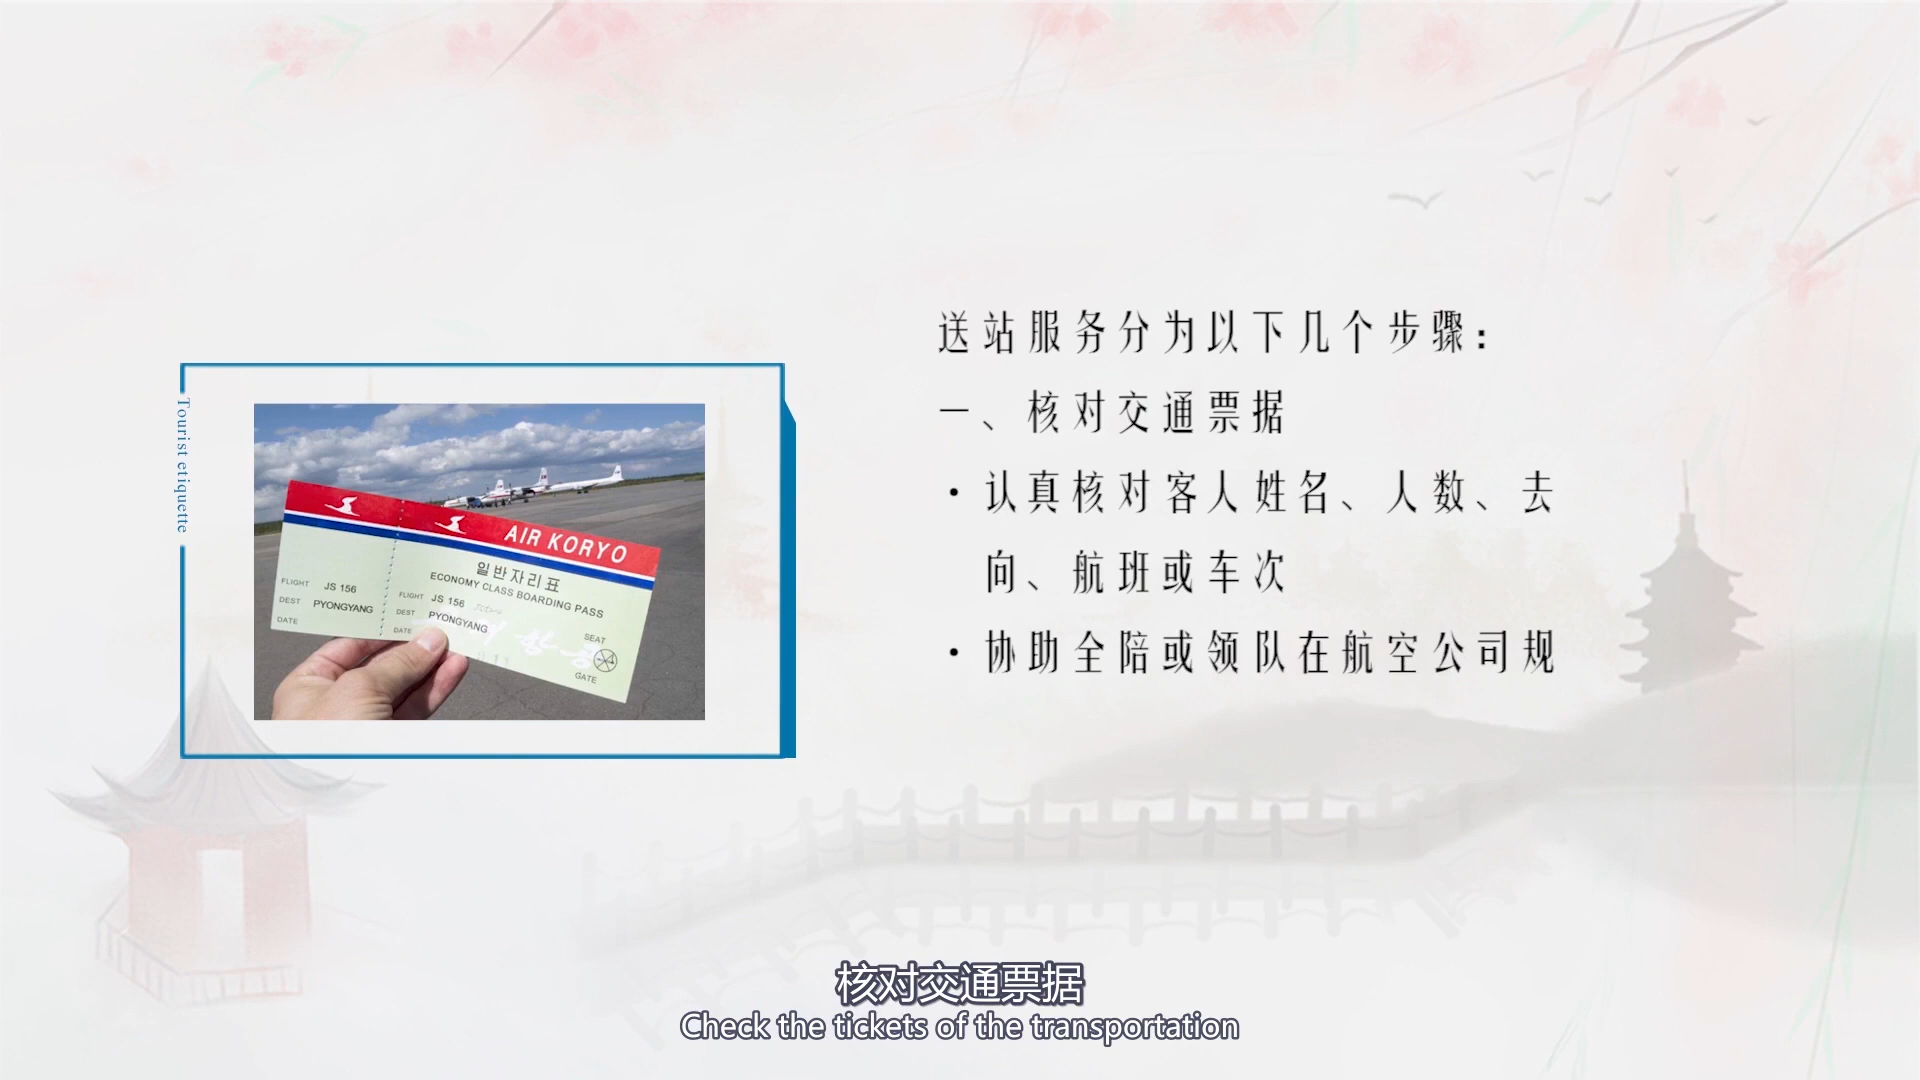 Tourist etiquette
AIR KORYO
일반자리표
ECONOMY CLASS BOARDING PASS
FLIGHT JS 156
DEST PYONGYANG
DATE
FLIGHT JS 156
DEST PYONGYANG
DATE
SEAT
GATE
送站服务分为以下几个步骤：
一、核对交通票据
·认真核对客人姓名、人数、去
向、航班或车次
·协助全陪或领队在航空公司规
核对交通票据
Check the tickets of the transportation